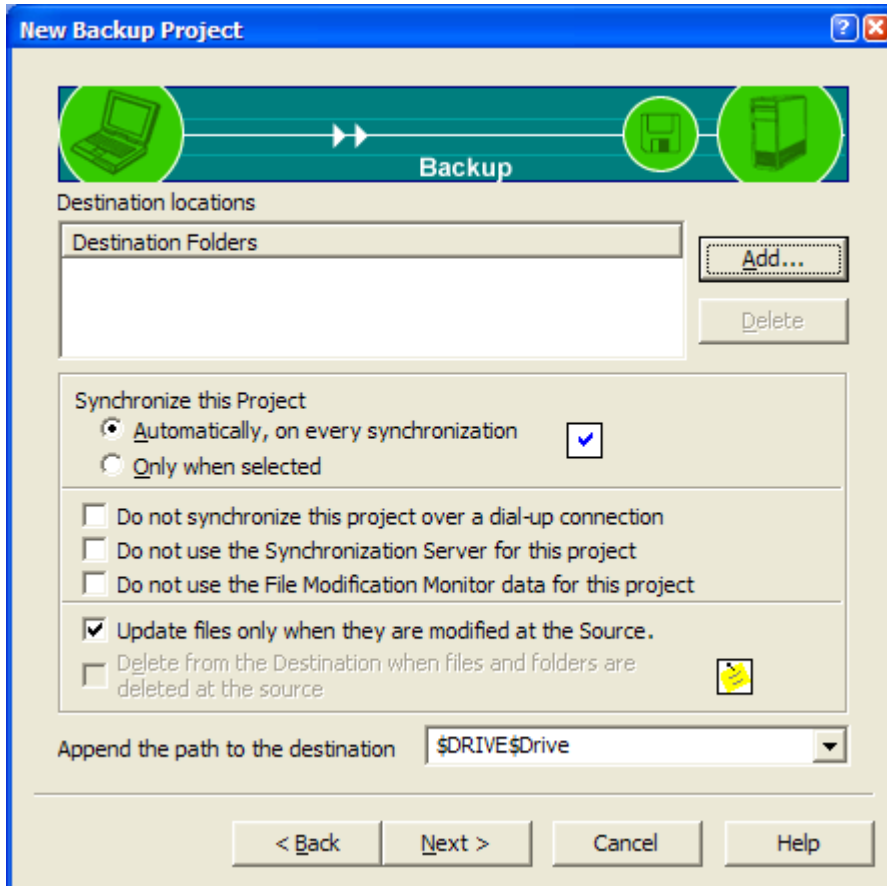 New Backup Project
Backup
Destination locations
Destination Folders
Add...
Delete
Synchronize this Project
Automatically, on every synchronization
Only when selected
Do not synchronize this project over a dial-up connection
Do not use the Synchronization Server for this project
Do not use the File Modification Monitor data for this project
Update files only when they are modified at the Source.
Delete from the Destination when files and folders are
deleted at the source
Append the path to the destination $DRIVE$Drive
< Back Next > Cancel Help